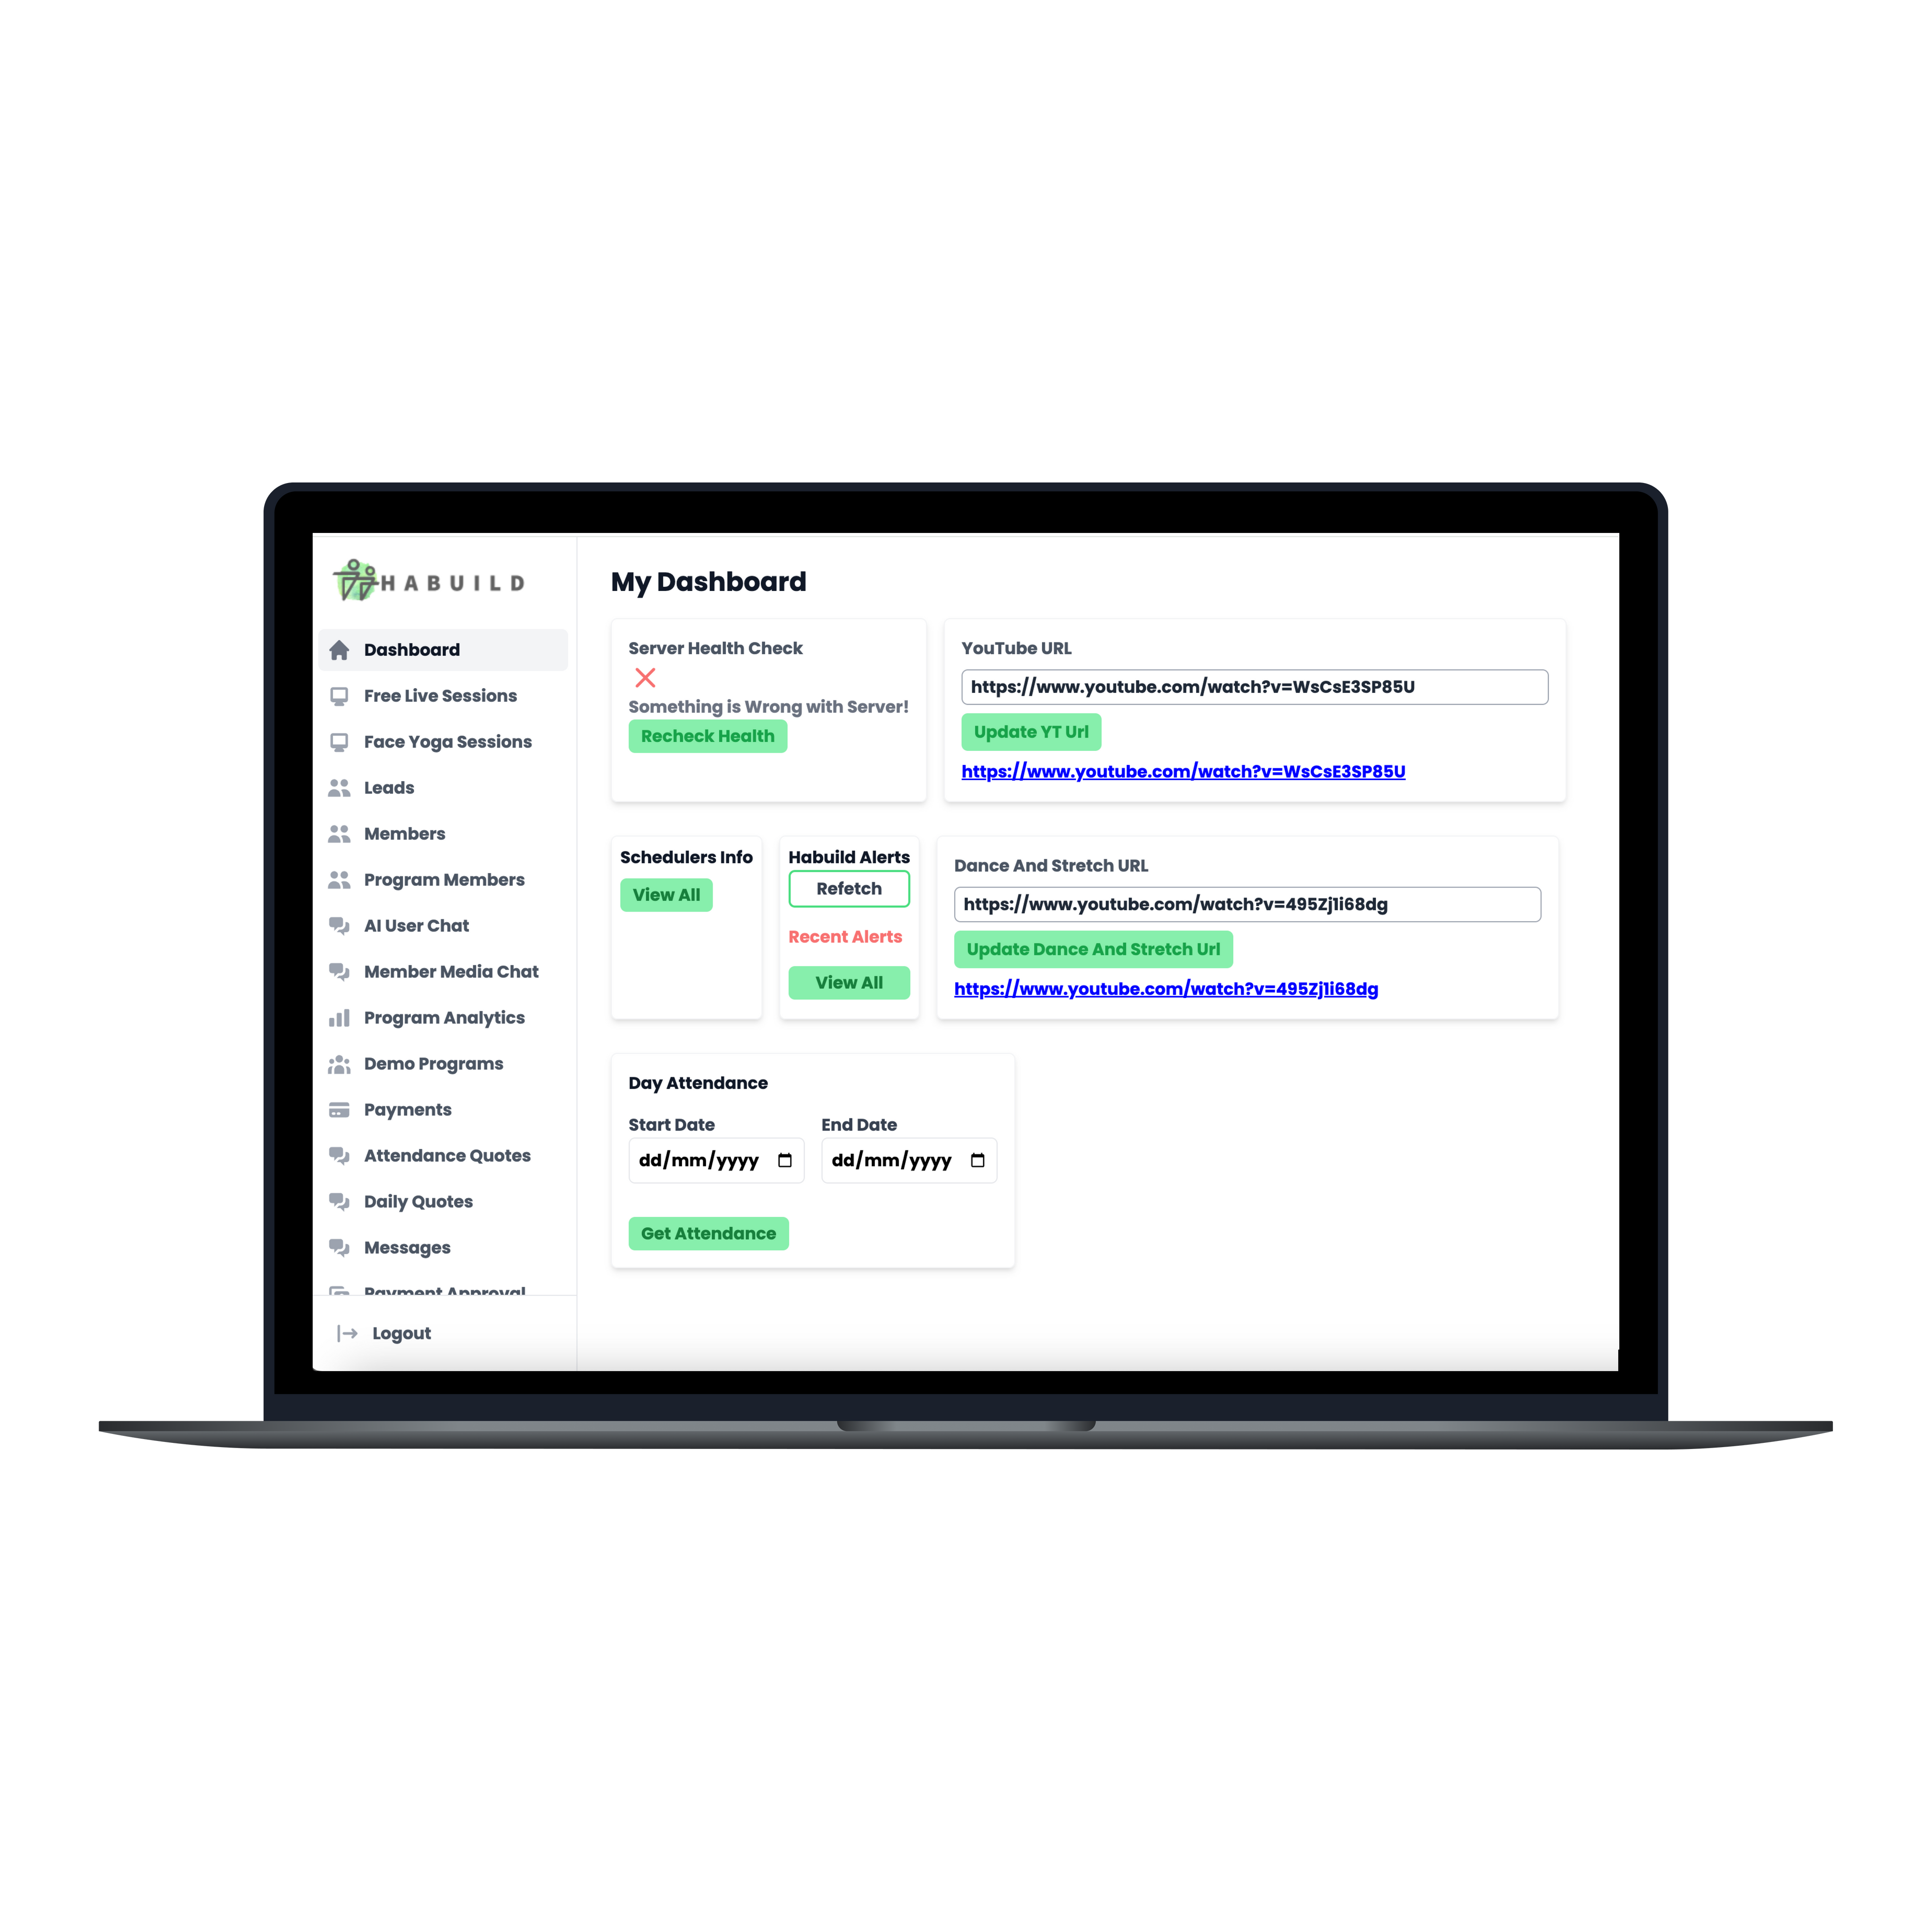 HABUILD
Dashboard
Free Live Sessions
Face Yoga Sessions
Leads
Members
Program Members
AI User Chat
Member Media Chat
Program Analytics
Demo Programs
Payments
Attendance Quotes
Daily Quotes
Messages
Payment Approval
Logout
My Dashboard
Server Health Check
Something is Wrong with Server!
Recheck Health
YouTube URL
https://www.youtube.com/watch?v=WsCsE3SP85U
Update YT Url
https://www.youtube.com/watch?v=WsCsE3SP85U
Schedulers Info
View All
Habuild Alerts
Refetch
Recent Alerts
View All
Dance And Stretch URL
https://www.youtube.com/watch?v=495Zj1i68dg
Update Dance And Stretch Url
https://www.youtube.com/watch?v=495Zj1i68dg
Day Attendance
Start Date
End Date
dd/mm/yyyy
dd/mm/yyyy
Get Attendance